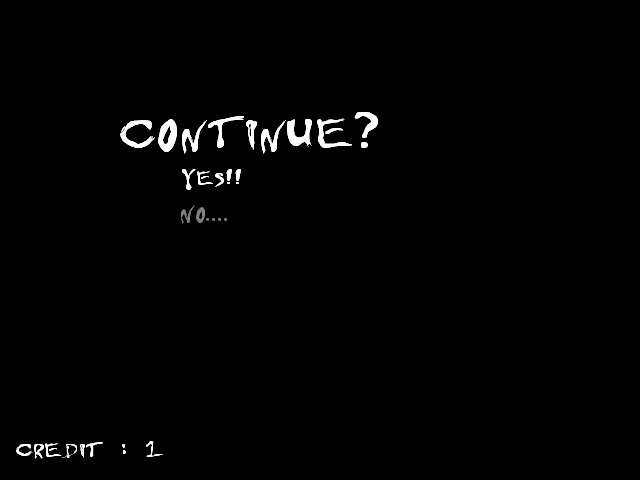 CONTINUE?
YES!!
NO....
CREDIT : 1